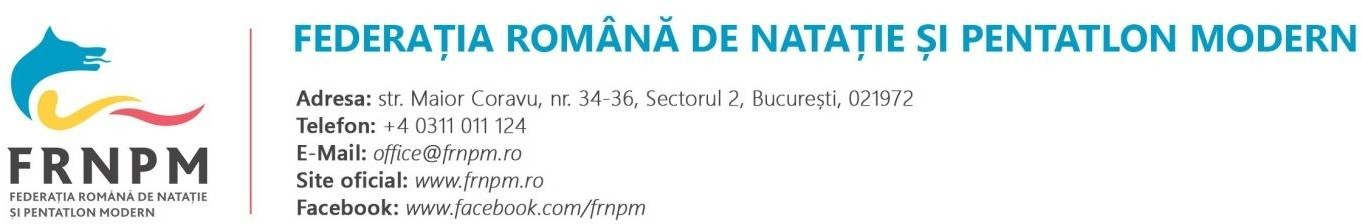 FRNPM
FEDERAȚIA ROMÂNĂ DE NATAȚIE
ȘI PENTATLON MODERN
FEDERAȚIA ROMÂNĂ DE NATAȚIE ȘI PENTATLON MODERN
Adresa: str. Maior Coravu, nr. 34-36, Sectorul 2, București, 021972
Telefon: +4 0311 011 124
E-Mail: office@frnpm.ro
Site oficial: www.frnpm.ro
Facebook: www.facebook.com/frnpm